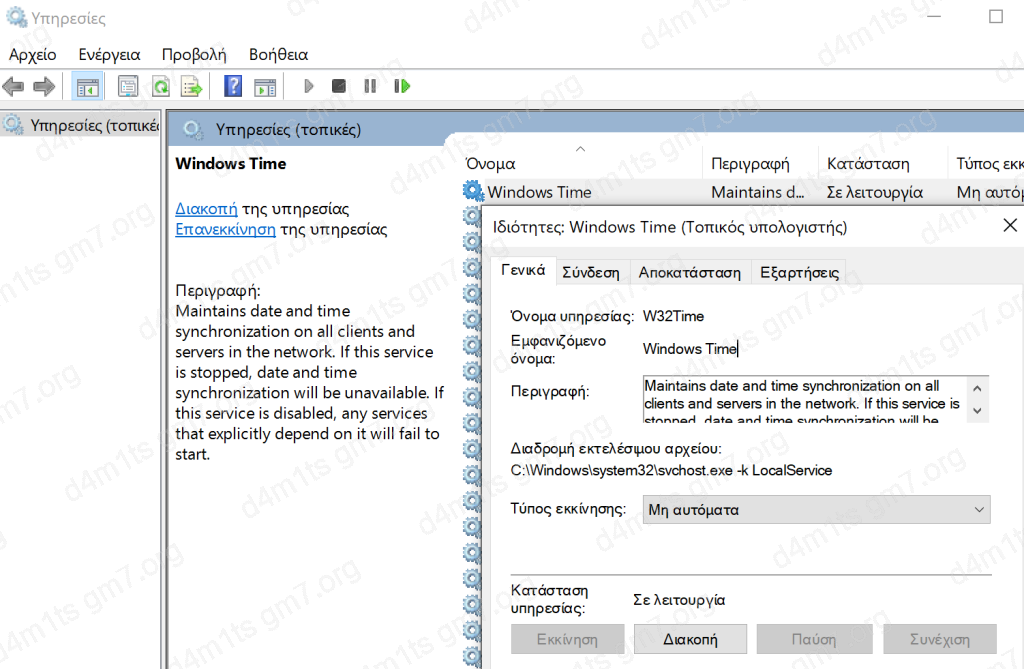 Υπηρεσίες
Αρχείο Ενέργεια Προβολή Βοήθεια
Υπηρεσίες (τοπικές
Υπηρεσίες (τοπικές)
Windows Time
Διακοπή της υπηρεσίας
Επανεκκίνηση της υπηρεσίας
Περιγραφή:
Maintains date and time
synchronization on all clients and
servers in the network. If this service
is stopped, date and time
synchronization will be unavailable. If
this service is disabled, any services
that explicitly depend on it will fail to
start.
Όνομα Περιγραφή Κατάσταση Τύπος εκκ
Windows Time Maintains d... Σε λειτουργία Μη αυτόμ
Ιδιότητες: Windows Time (Τοπικός υπολογιστής)
Γενικά Σύνδεση Αποκατάσταση Εξαρτήσεις
Όνομα υπηρεσίας: W32Time
Εμφανιζόμενο
όνομα:
Windows Time
Περιγραφή:
Maintains date and time synchronization on all
clients and servers in the network. If this service is
stopped, date and time synchronization will be
Διαδρομή εκτελέσιμου αρχείου:
C:\Windows\system32\svchost.exe -k LocalService
Τύπος εκκίνησης: Μη αυτόματα
Κατάσταση
υπηρεσίας:
Σε λειτουργία
Εκκίνηση Διακοπή Παύση Συνέχιση
d4m1ts gm7.org